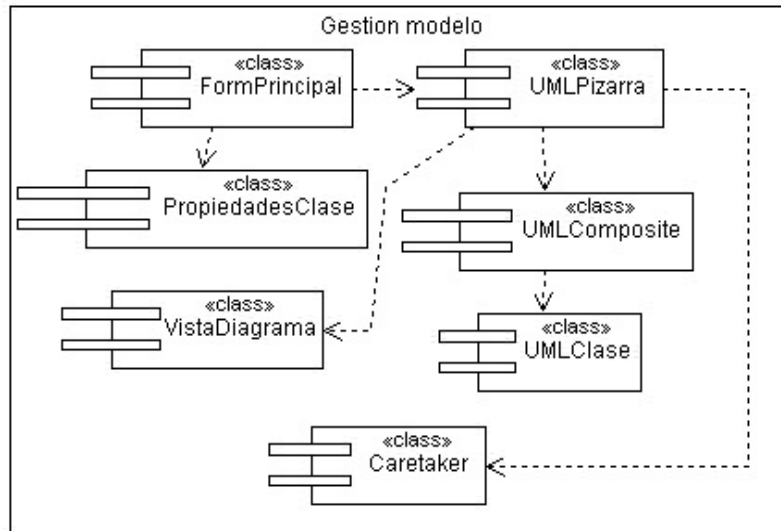 Gestion modelo
«class»
FormPrincipal
«class»
UMLPizarra
«class»
PropiedadesClase
«class»
UMLComposite
«class»
VistaDiagrama
«class»
UMLClase
«class»
Caretaker